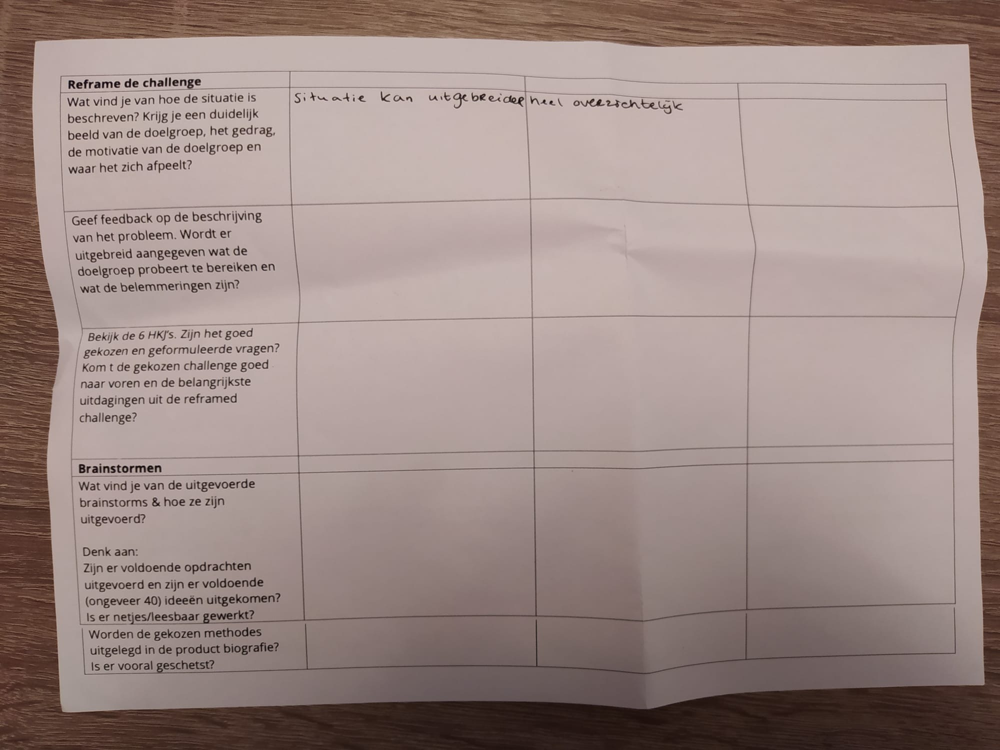 Reframe de challenge
Wat vind je van hoe de situatie is
beschreven? Krijg je een duidelijk
beeld van de doelgroep, het gedrag,
de motivatie van de doelgroep en
waar het zich afpeelt?
situatie kan uitgebreider
heel overzichtelijk
Geef feedback op de beschrijving
van het probleem. Wordt er
uitgebreid aangegeven wat de
doelgroep probeert te bereiken en
wat de belemmeringen zijn?
Bekijk de 6 HKJ's. Zijn het goed
gekozen en geformuleerde vragen?
Kom t de gekozen challenge goed
naar voren en de belangrijkste
uitdagingen uit de reframed
challenge?
Brainstormen
Wat vind je van de uitgevoerde
brainstorms & hoe ze zijn
uitgevoerd?
Denk aan:
Zijn er voldoende opdrachten
uitgevoerd en zijn er voldoende
(ongeveer 40) ideeën uitgekomen?
Is er netjes/leesbaar gewerkt?
Worden de gekozen methodes
uitgelegd in de product biografie?
Is er vooral geschetst?